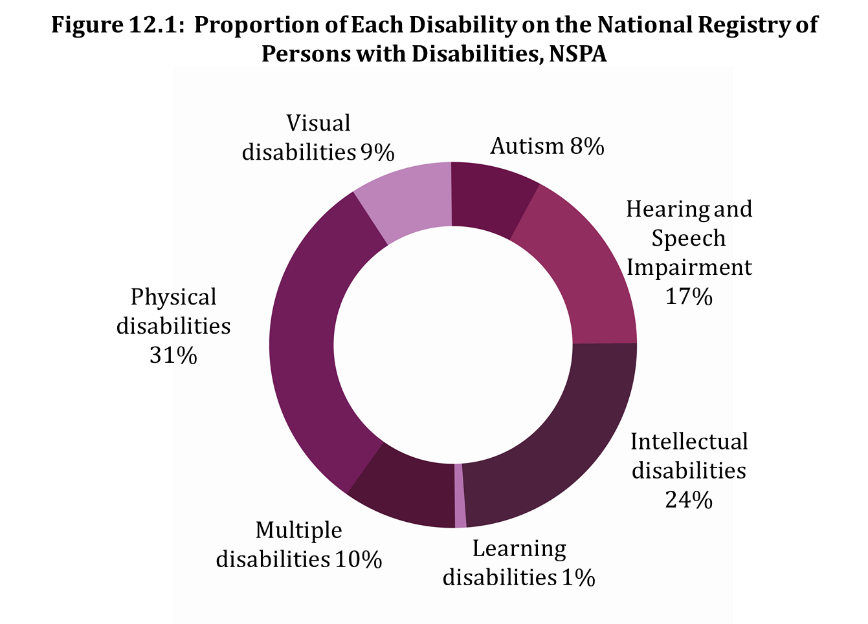 Figure 12.1: Proportion of Each Disability on the National Registry of
Persons with Disabilities, NSPA
Visual
disabilities 9%
Autism 8%
Hearing and
Speech
Impairment
17%
Physical
disabilities
31%
Intellectual
disabilities
24%
Multiple
disabilities 10%
Learning
disabilities 1%